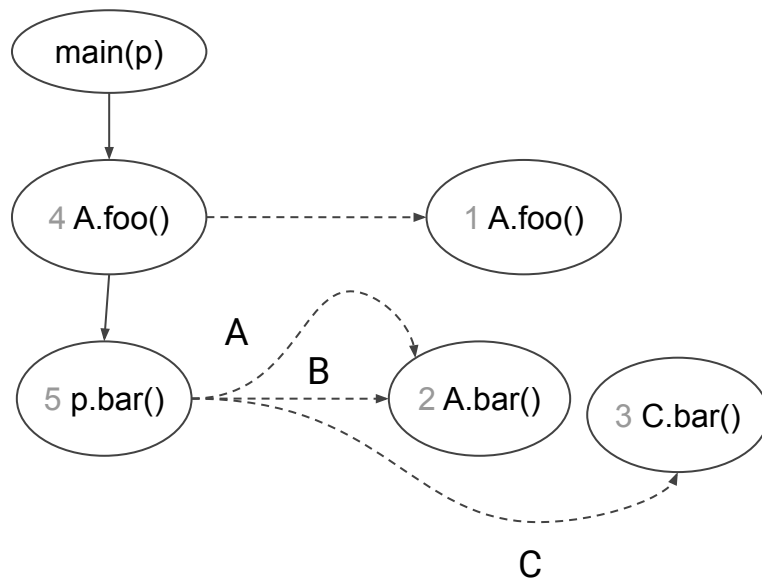 main(p)
4 A.foo()
1 A.foo()
A
B
5 p.bar()
2 A.bar()
3 C.bar()
C